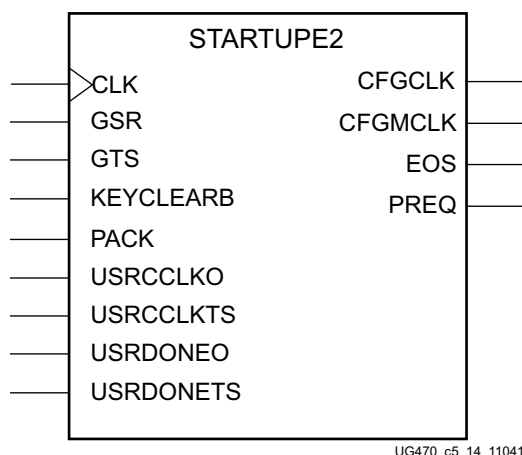 STARTUPE2
CLK
GSR
GTS
KEYCLEARB
PACK
USRCCLKO
USRCCLKTS
USRDONEO
USRDONETS
CFGCLK
CFGMCLK
EOS
PREQ
UG470_c5_14_11041